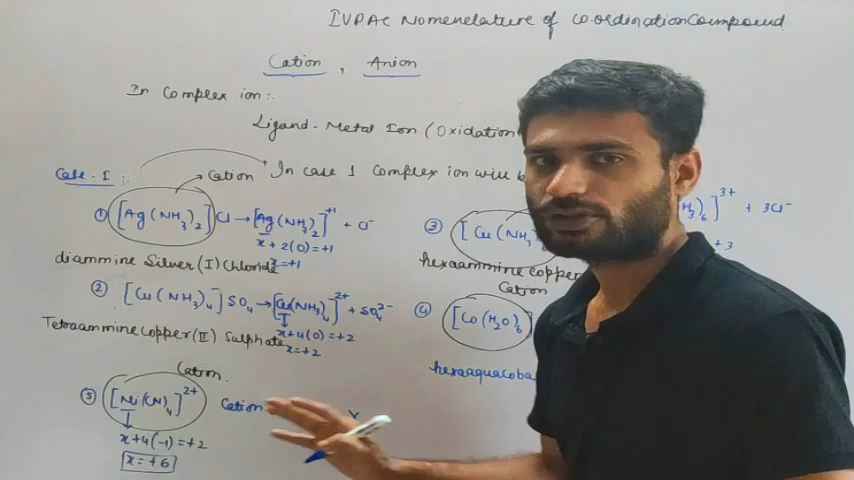 IUPAC Nomenclature of Co-ordination Compound
Cation , Anion
In Complex ion:-
Ligand - Metal Ion (Oxidation
Case-I :- → Cation In case 1 Complex ion will b
① [Ag(NH₃)₂]Cl → [Ag(NH₃)₂]⁺¹ + Cl⁻
x + 2(0) = +1
x = +1
diammine Silver (I) Chloride
② [Cu(NH₃)₄] SO₄ → [Cu(NH₃)₄]²⁺ + SO₄²⁻
x + 4(0) = +2
x = +2
Tetraammine Copper (II) Sulphate
Cation
⑤ [Ni(CN)₄]²⁺ Cation
x + 4(-1) = +2
x = +6
③ [Cu(NH₃)₆ H₃)₆]³⁺ + 3Cl⁻
+3
hexaammine copper
Cation
④ [Co(H₂O)₆]
hexaaquacoba